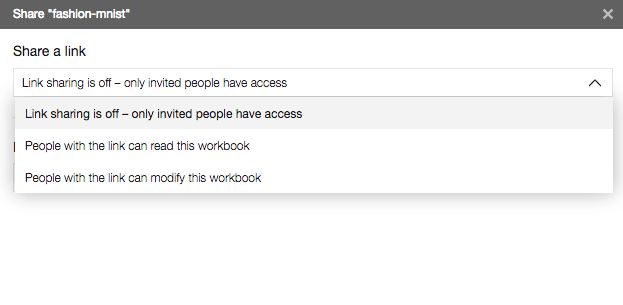 Share "fashion-mnist"
Share a link
Link sharing is off – only invited people have access
Link sharing is off – only invited people have access
People with the link can read this workbook
People with the link can modify this workbook